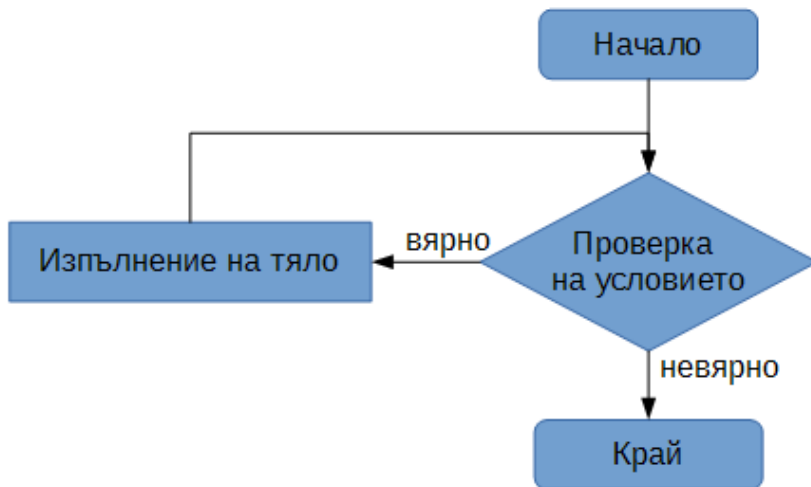 Начало
вярно
Изпълнение на тяло
Проверка
на условието
невярно
Край